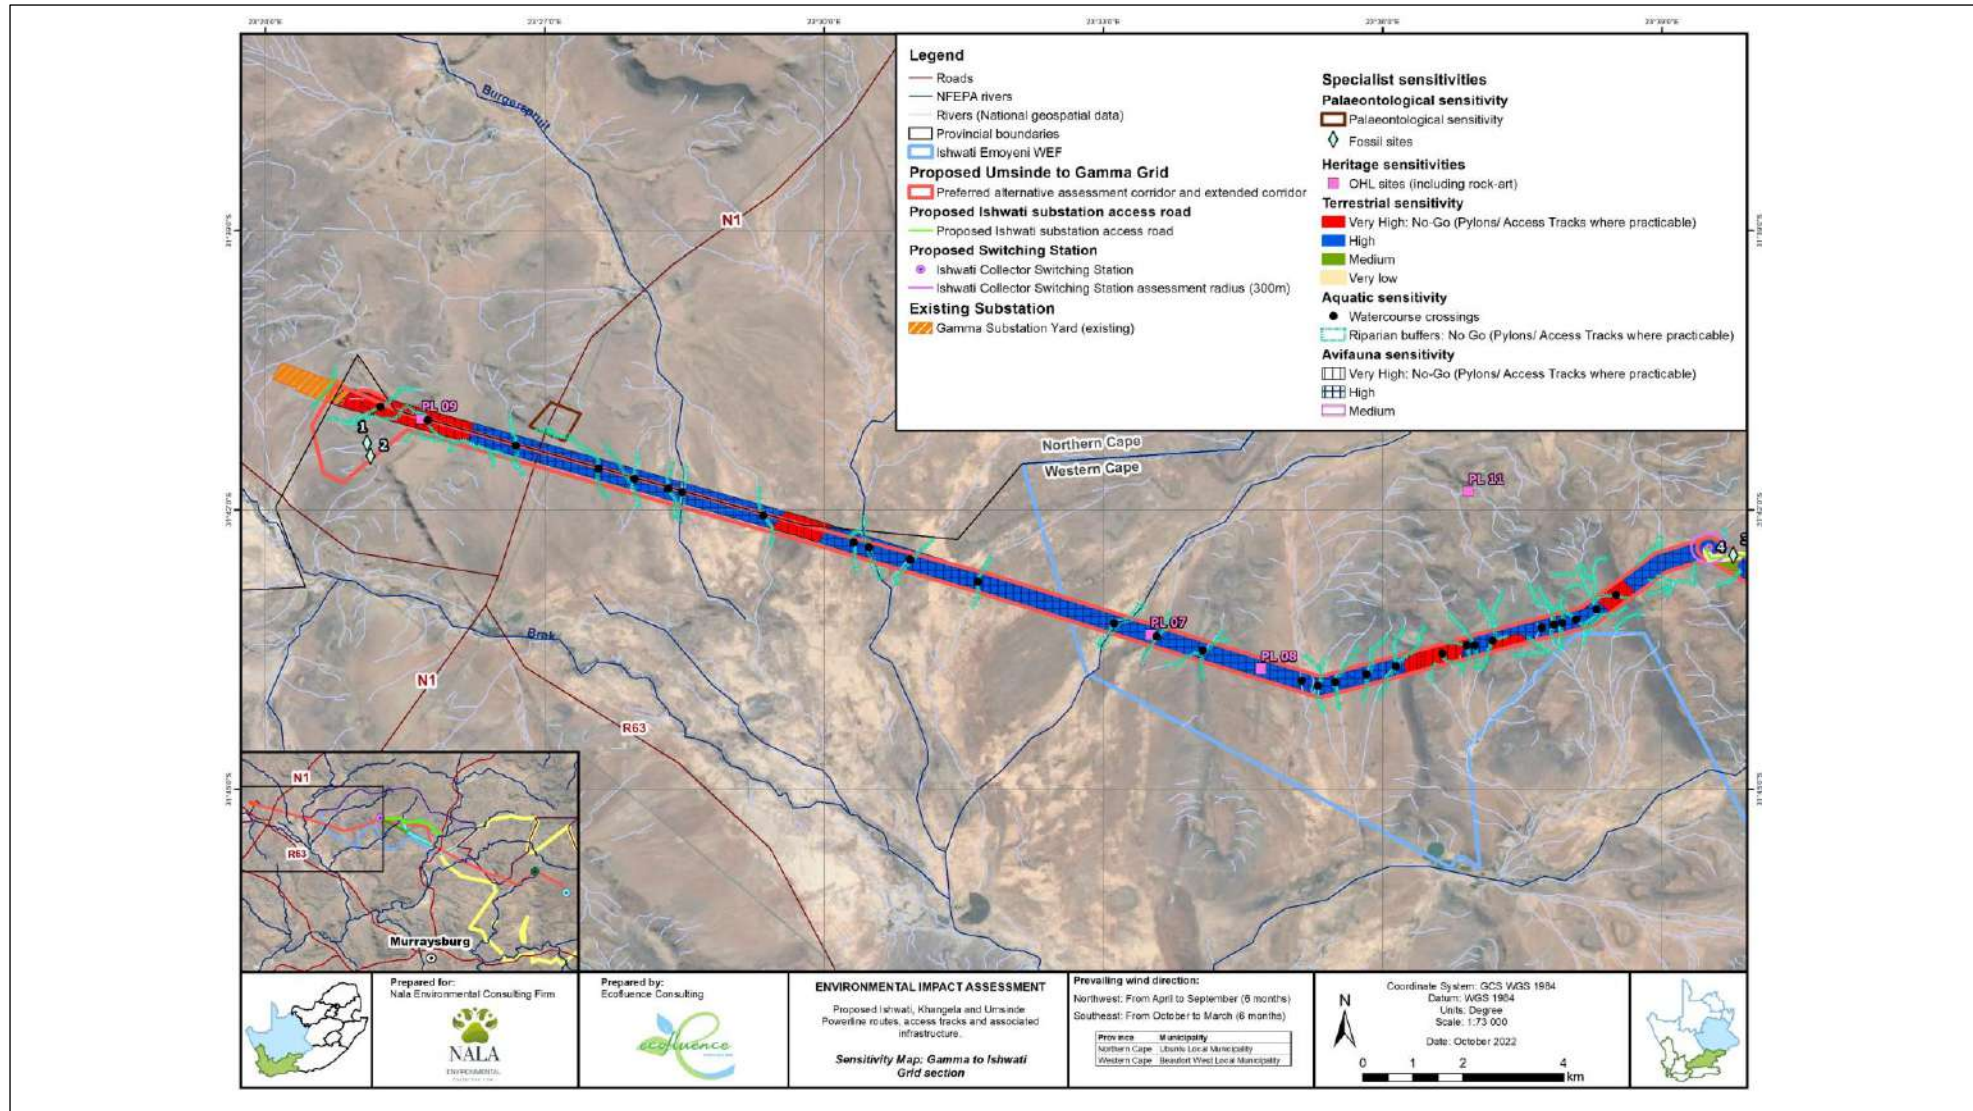 23°27'0"E
23°30'0"E
23°33'0"E
Legend
Roads
NFEPA rivers
Rivers (National geospatial data)
Provincial boundaries
Ishwati Emoyeni WEF
Proposed Umsinde to Gamma Grid
Preferred alternative assessment corridor and extended corridor
Proposed Ishwati substation access road
Proposed Ishwati substation access road
Proposed Switching Station
Ishwati Collector Switching Station
Ishwati Collector Switching Station assessment radius (300m)
Existing Substation
Gamma Substation Yard (existing)
Specialist sensitivities
Palaeontological sensitivity
Palaeontological sensitivity
Fossil sites
Heritage sensitivities
OHL sites (including rock-art)
Terrestrial sensitivity
Very High: No-Go (Pylons/ Access Tracks where practicable)
High
Medium
Very low
Aquatic sensitivity
Watercourse crossings
Riparian buffers: No Go (Pylons/ Access Tracks where practicable)
Avifauna sensitivity
Very High: No-Go (Pylons/ Access Tracks where practicable)
High
Medium
Burgerspruit
N1
PL 09
1
2
Northern Cape
Western Cape
PL 11
4
PL 07
PL 08
Brak
N1
R63
N1
R63
Murraysburg
Prepared for:
Nala Environmental Consulting Firm
NALA
ENVIRONMENTAL
Prepared by:
Ecofluence Consulting
ecofluence
ENVIRONMENTAL IMPACT ASSESSMENT
Proposed Ishwati, Khangela and Umsinde
Powerline routes, access tracks and associated
infrastructure.
Sensitivity Map: Gamma to Ishwati
Grid section
Prevailing wind direction:
Northwest: From April to September (6 months)
Southeast: From October to March (6 months)
Province Municipality
Northern Cape Ubuntu Local Municipality
Western Cape Beaufort West Local Municipality
N
Coordinate System: GCS WGS 1984
Datum: WGS 1984
Units: Degree
Scale: 1:73 000
Date: October 2022
0 1 2 4
km